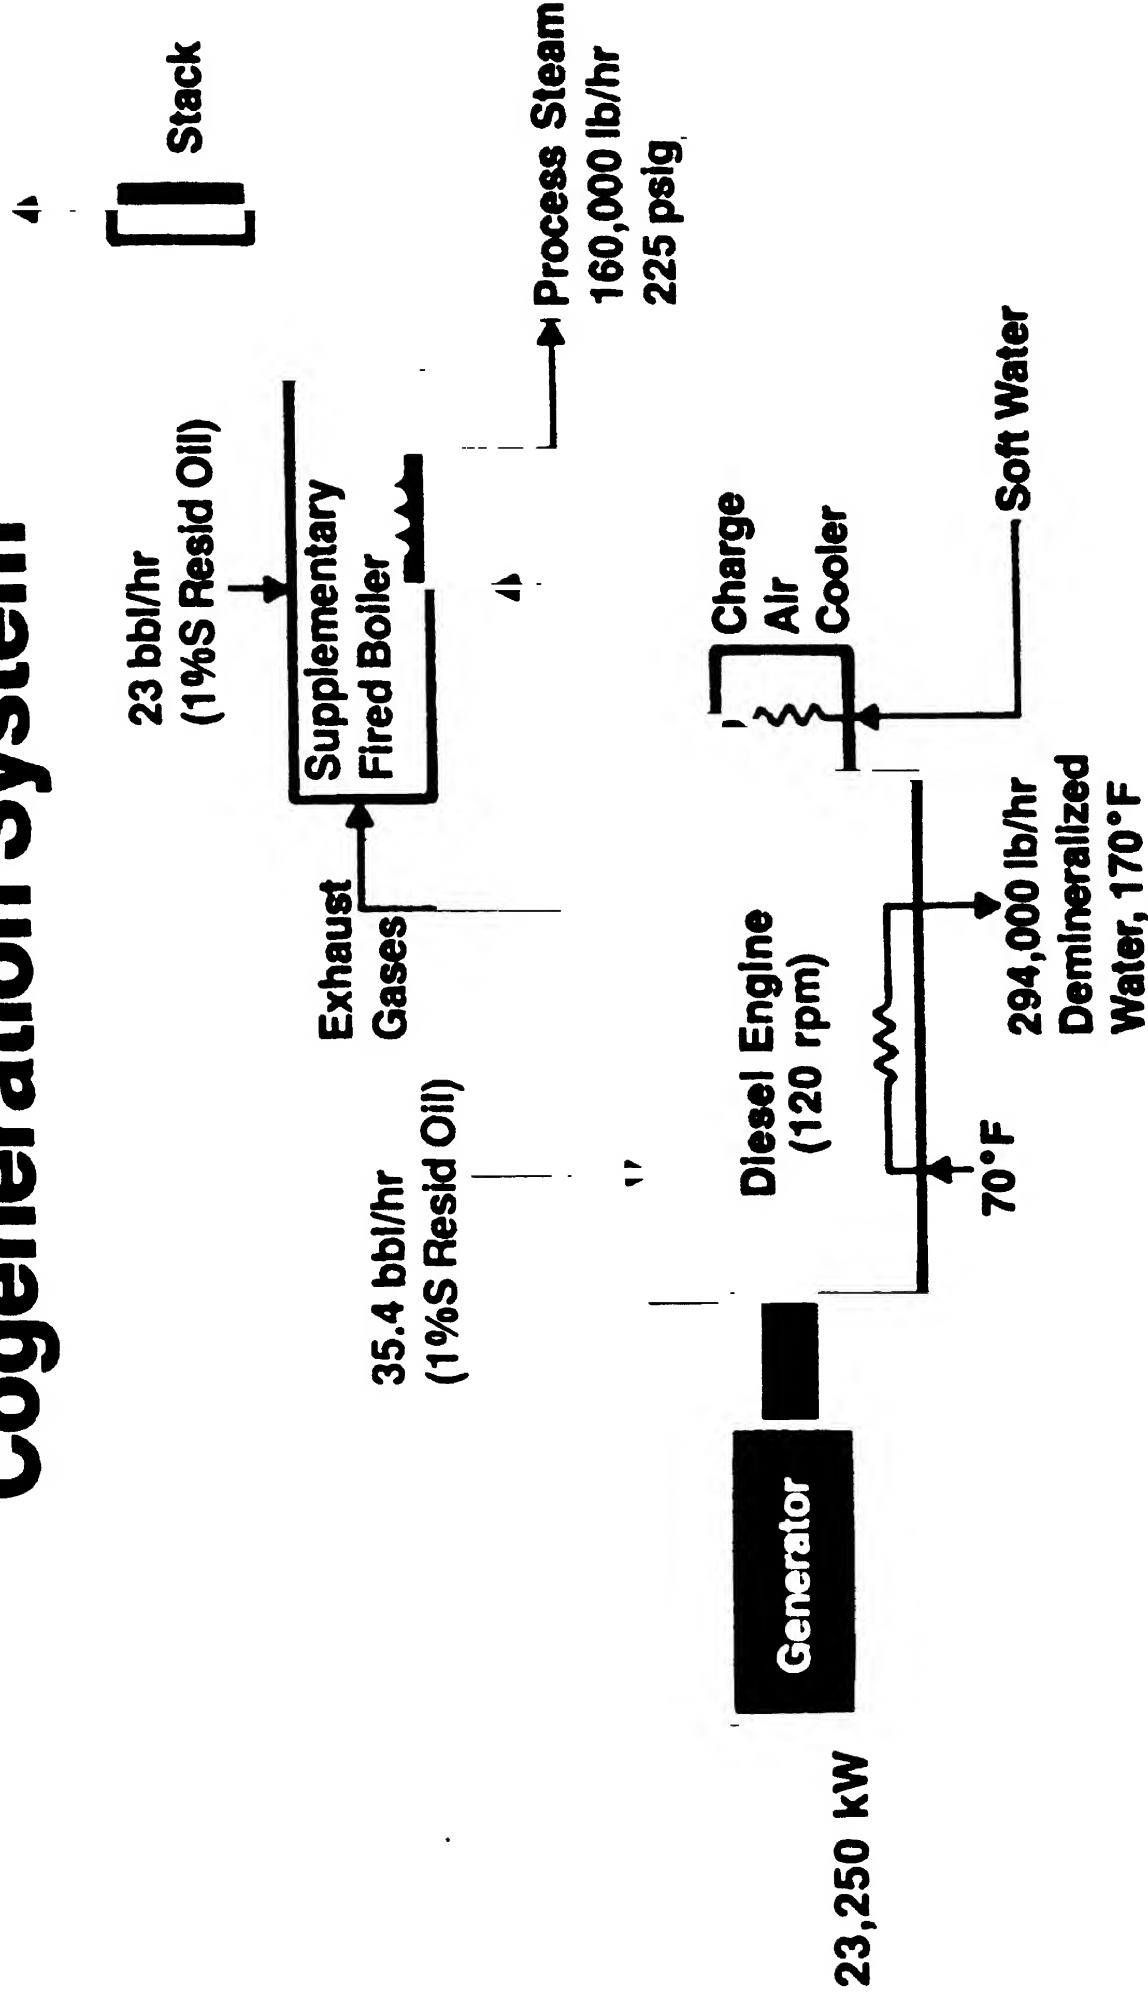 Cogeneration System
Stack
23 bbl/hr
(1%S Resid Oil)
Supplementary
Fired Boiler
Exhaust
Gases
Process Steam
160,000 lb/hr
225 psig
35.4 bbl/hr
(1%S Resid Oil)
Diesel Engine
(120 rpm)
Charge
Air
Cooler
Generator
23,250 kW
70°F
294,000 lb/hr
Demineralized
Water, 170°F
Soft Water